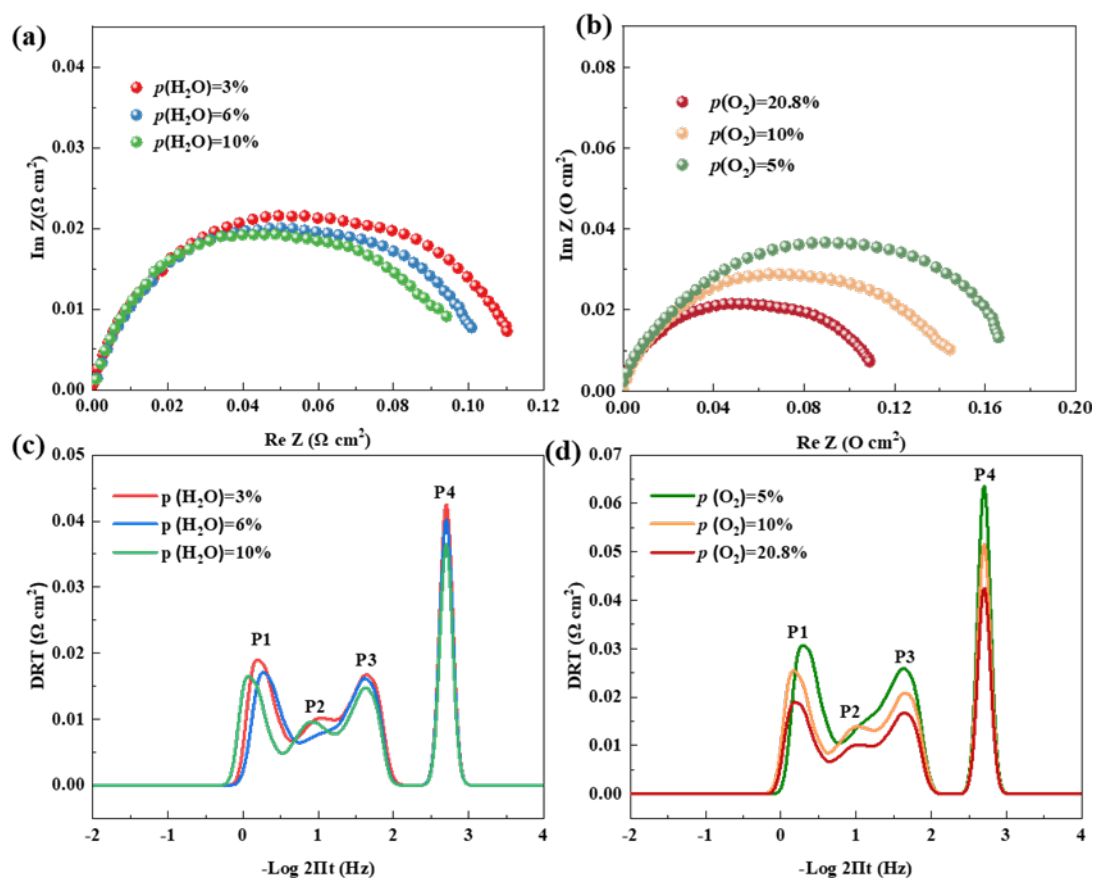 (a)
Im Z(Ω cm²)
0.04
0.03
0.02
0.01
0.00
p(H₂O)=3%
p(H₂O)=6%
p(H₂O)=10%
0.00 0.02 0.04 0.06 0.08 0.10 0.12
Re Z (Ω cm²)
(b)
Im Z (O cm²)
0.08
0.06
0.04
0.02
0.00
p(O₂)=20.8%
p(O₂)=10%
p(O₂)=5%
0.00 0.04 0.08 0.12 0.16 0.20
Re Z (O cm²)
(c)
DRT (Ω cm²)
0.05
0.04
0.03
0.02
0.01
0.00
p (H₂O)=3%
p (H₂O)=6%
p (H₂O)=10%
P1
P2
P3
P4
-2 -1 0 1 2 3 4
-Log 2Πt (Hz)
(d)
DRT (Ω cm²)
0.07
0.06
0.05
0.04
0.03
0.02
0.01
0.00
p (O₂)=5%
p (O₂)=10%
p (O₂)=20.8%
P1
P2
P3
P4
-2 -1 0 1 2 3 4
-Log 2Πt (Hz)